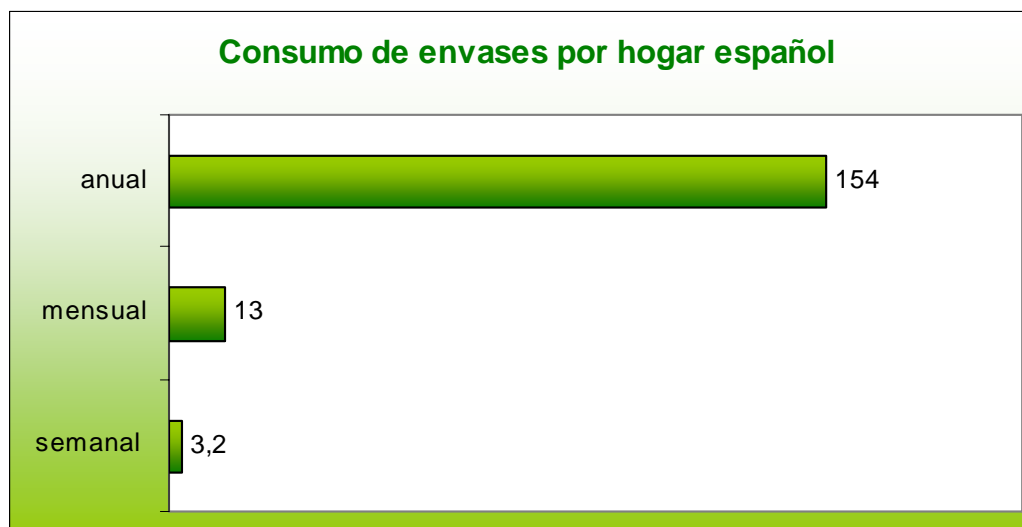 Consumo de envases por hogar español
anual
154
mensual
13
semanal
3,2